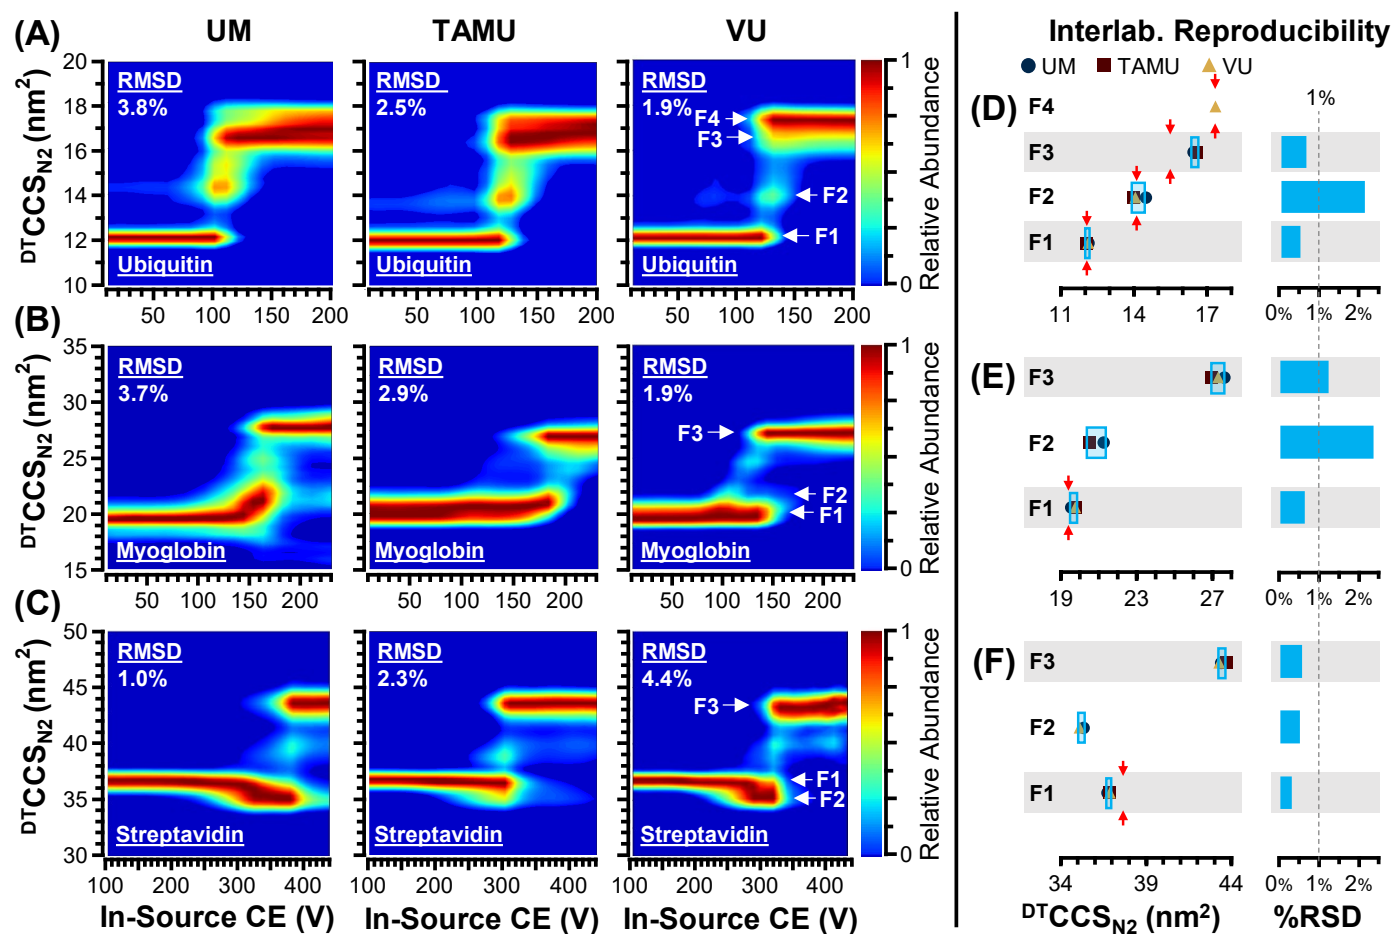 UM TAMU VU Interlab. Reproducibility
UM TAMU VU
(A)
DTCCSN2 (nm2)
20
18
16
14
12
10
RMSD
3.8%
Ubiquitin
50 100 150 200
RMSD
2.5%
Ubiquitin
50 100 150 200
RMSD
1.9%
F4
F3
F2
F1
Ubiquitin
50 100 150 200
1
0
Relative Abundance
(B)
DTCCSN2 (nm2)
35
30
25
20
15
RMSD
3.7%
Myoglobin
50 100 150 200
RMSD
2.9%
Myoglobin
50 100 150 200
RMSD
1.9%
F3
F2
F1
Myoglobin
50 100 150 200
1
0
Relative Abundance
(C)
DTCCSN2 (nm2)
50
45
40
35
30
RMSD
1.0%
Streptavidin
100 200 300 400
In-Source CE (V)
RMSD
2.3%
Streptavidin
100 200 300 400
In-Source CE (V)
RMSD
4.4%
F3
F1
F2
Streptavidin
100 200 300 400
In-Source CE (V)
1
0
Relative Abundance
(D)
1%
F4
F3
F2
F1
11 14 17
0% 1% 2%
(E)
F3
F2
F1
19 23 27
0% 1% 2%
(F)
F3
F2
F1
34 39 44
0% 1% 2%
DTCCSN2 (nm2) %RSD